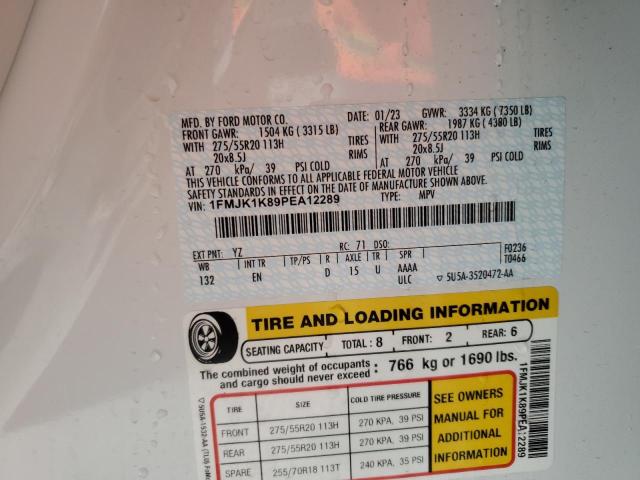 MFD. BY FORD MOTOR CO.
DATE: 01/23 GVWR: 3334 KG ( 7350 LB)
FRONT GAWR: 1504 KG ( 3315 LB) REAR GAWR: 1987 KG ( 4380 LB)
WITH 275/55R20 113H TIRES WITH 275/55R20 113H TIRES
20x8.5J RIMS 20x8.5J RIMS
AT 270 kPa/ 39 PSI COLD AT 270 kPa/ 39 PSI COLD
THIS VEHICLE CONFORMS TO ALL APPLICABLE FEDERAL MOTOR VEHICLE
SAFETY STANDARDS IN EFFECT ON THE DATE OF MANUFACTURE SHOWN ABOVE.
VIN: 1FMJK1K89PEA12289 TYPE: MPV
EXT PNT: YZ RC: 71 DSO: F0236
WB INT TR TP/PS R AXLE TR SPR T0466
132 EN D 15 U AAAA
ULC ▽ 5U5A-3520472-AA
TIRE AND LOADING INFORMATION
SEATING CAPACITY TOTAL : 8 FRONT: 2 REAR: 6
The combined weight of occupants
and cargo should never exceed : 766 kg or 1690 lbs.
TIRE SIZE COLD TIRE PRESSURE
FRONT 275/55R20 113H 270 KPA, 39 PSI
REAR 275/55R20 113H 270 KPA, 39 PSI
SPARE 255/70R18 113T 240 KPA, 35 PSI
SEE OWNERS
MANUAL FOR
ADDITIONAL
INFORMATION
1FMJK1K89PEA12289
▽ 5U5A-1532-AA (TLU)